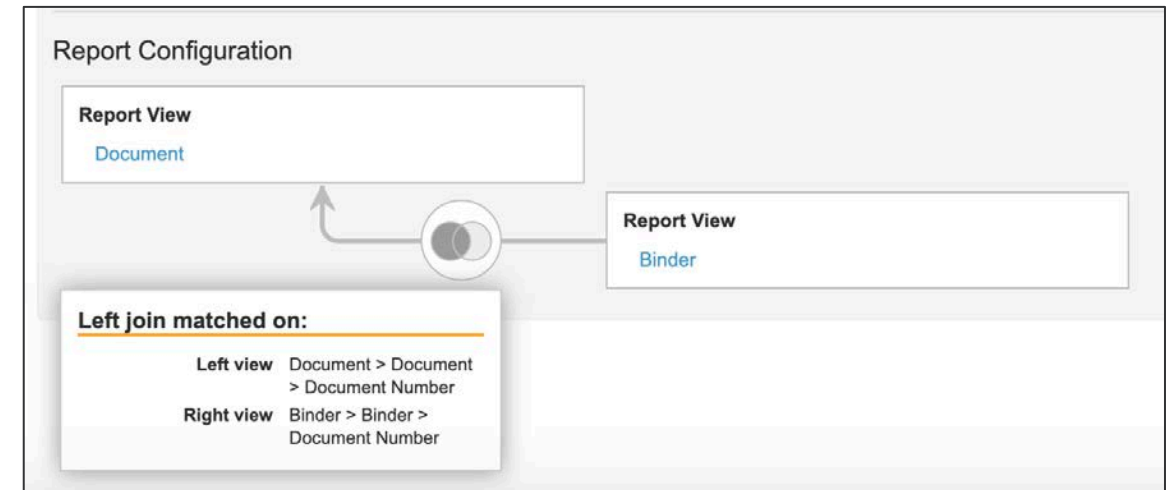 Report Configuration
Report View
Document
Report View
Binder
Left join matched on:
Left view Document > Document
> Document Number
Right view Binder > Binder >
Document Number